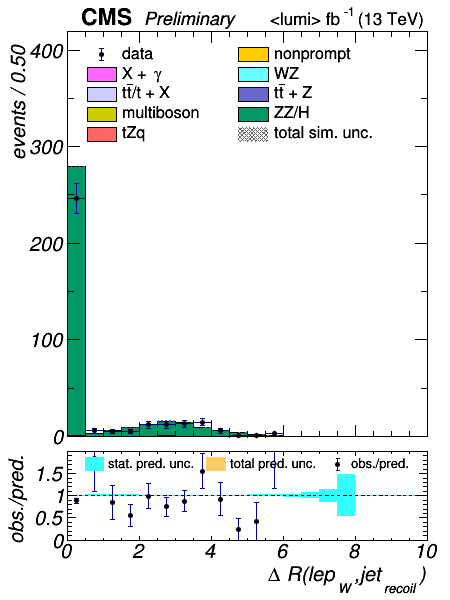 CMS Preliminary <lumi> fb⁻¹ (13 TeV)
events / 0.50
400
300
200
100
0
data
nonprompt
X + γ
WZ
tt̄/t + X
tt̄ + Z
multiboson
ZZ/H
tZq
total sim. unc.
obs./pred.
1.5
1
0.5
0
stat. pred. unc.
total pred. unc.
obs./pred.
0 2 4 6 8 10
Δ R(lep_W, jet_recoil)